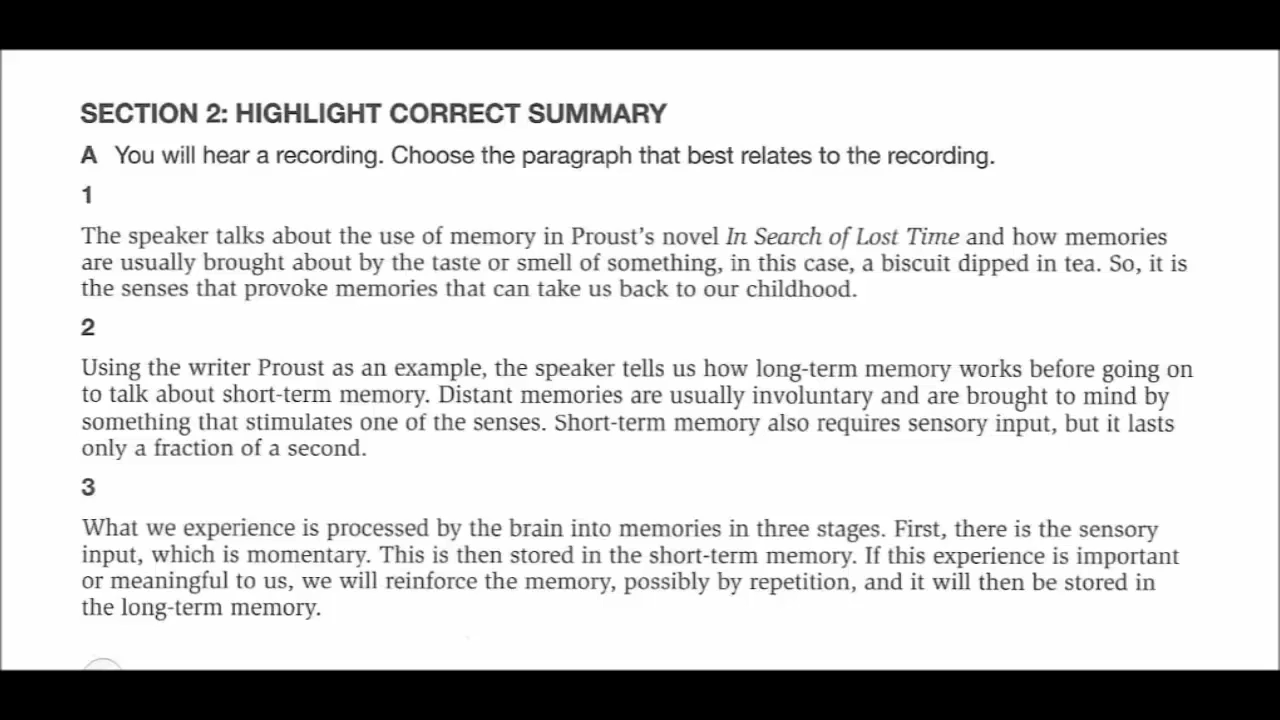 SECTION 2: HIGHLIGHT CORRECT SUMMARY
A You will hear a recording. Choose the paragraph that best relates to the recording.
1
The speaker talks about the use of memory in Proust's novel In Search of Lost Time and how memories
are usually brought about by the taste or smell of something, in this case, a biscuit dipped in tea. So, it is
the senses that provoke memories that can take us back to our childhood.
2
Using the writer Proust as an example, the speaker tells us how long-term memory works before going on
to talk about short-term memory. Distant memories are usually involuntary and are brought to mind by
something that stimulates one of the senses. Short-term memory also requires sensory input, but it lasts
only a fraction of a second.
3
What we experience is processed by the brain into memories in three stages. First, there is the sensory
input, which is momentary. This is then stored in the short-term memory. If this experience is important
or meaningful to us, we will reinforce the memory, possibly by repetition, and it will then be stored in
the long-term memory.